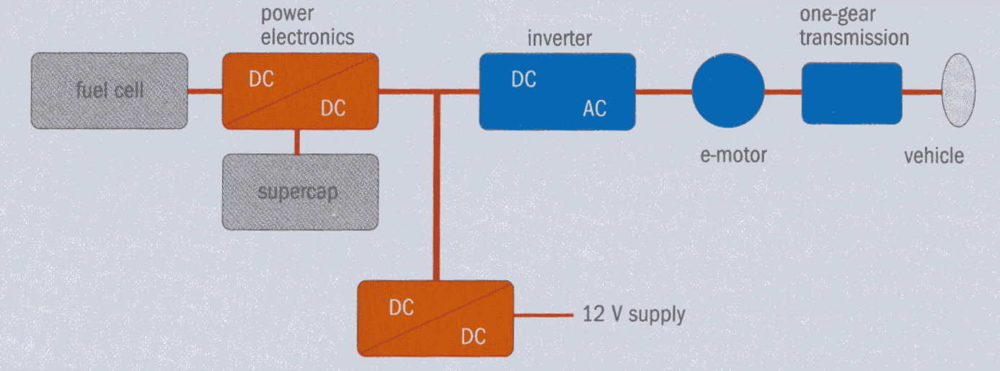 power
electronics
inverter
one-gear
transmission
fuel cell
DC
DC
DC
AC
e-motor
vehicle
supercap
DC
DC
12 V supply